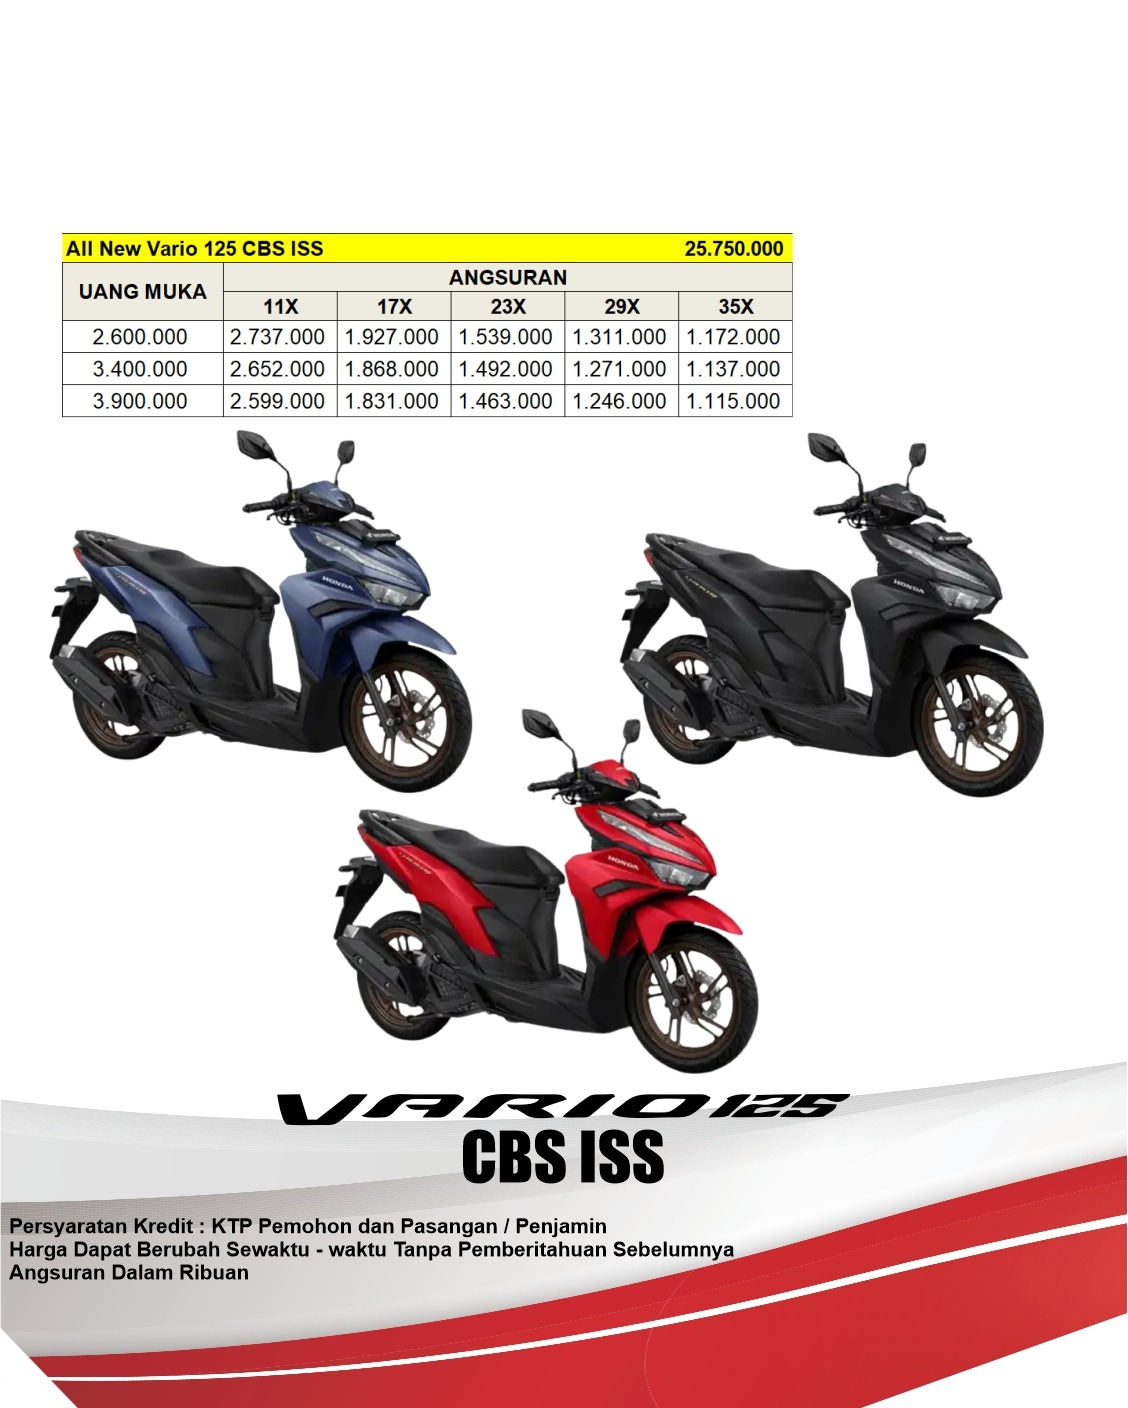 All New Vario 125 CBS ISS 25.750.000
UANG MUKA ANGSURAN
11X 17X 23X 29X 35X
2.600.000 2.737.000 1.927.000 1.539.000 1.311.000 1.172.000
3.400.000 2.652.000 1.868.000 1.492.000 1.271.000 1.137.000
3.900.000 2.599.000 1.831.000 1.463.000 1.246.000 1.115.000
HONDA
HONDA
HONDA
HONDA
HONDA
HONDA
VARIO 125
CBS ISS
Persyaratan Kredit : KTP Pemohon dan Pasangan / Penjamin
Harga Dapat Berubah Sewaktu - waktu Tanpa Pemberitahuan Sebelumnya
Angsuran Dalam Ribuan